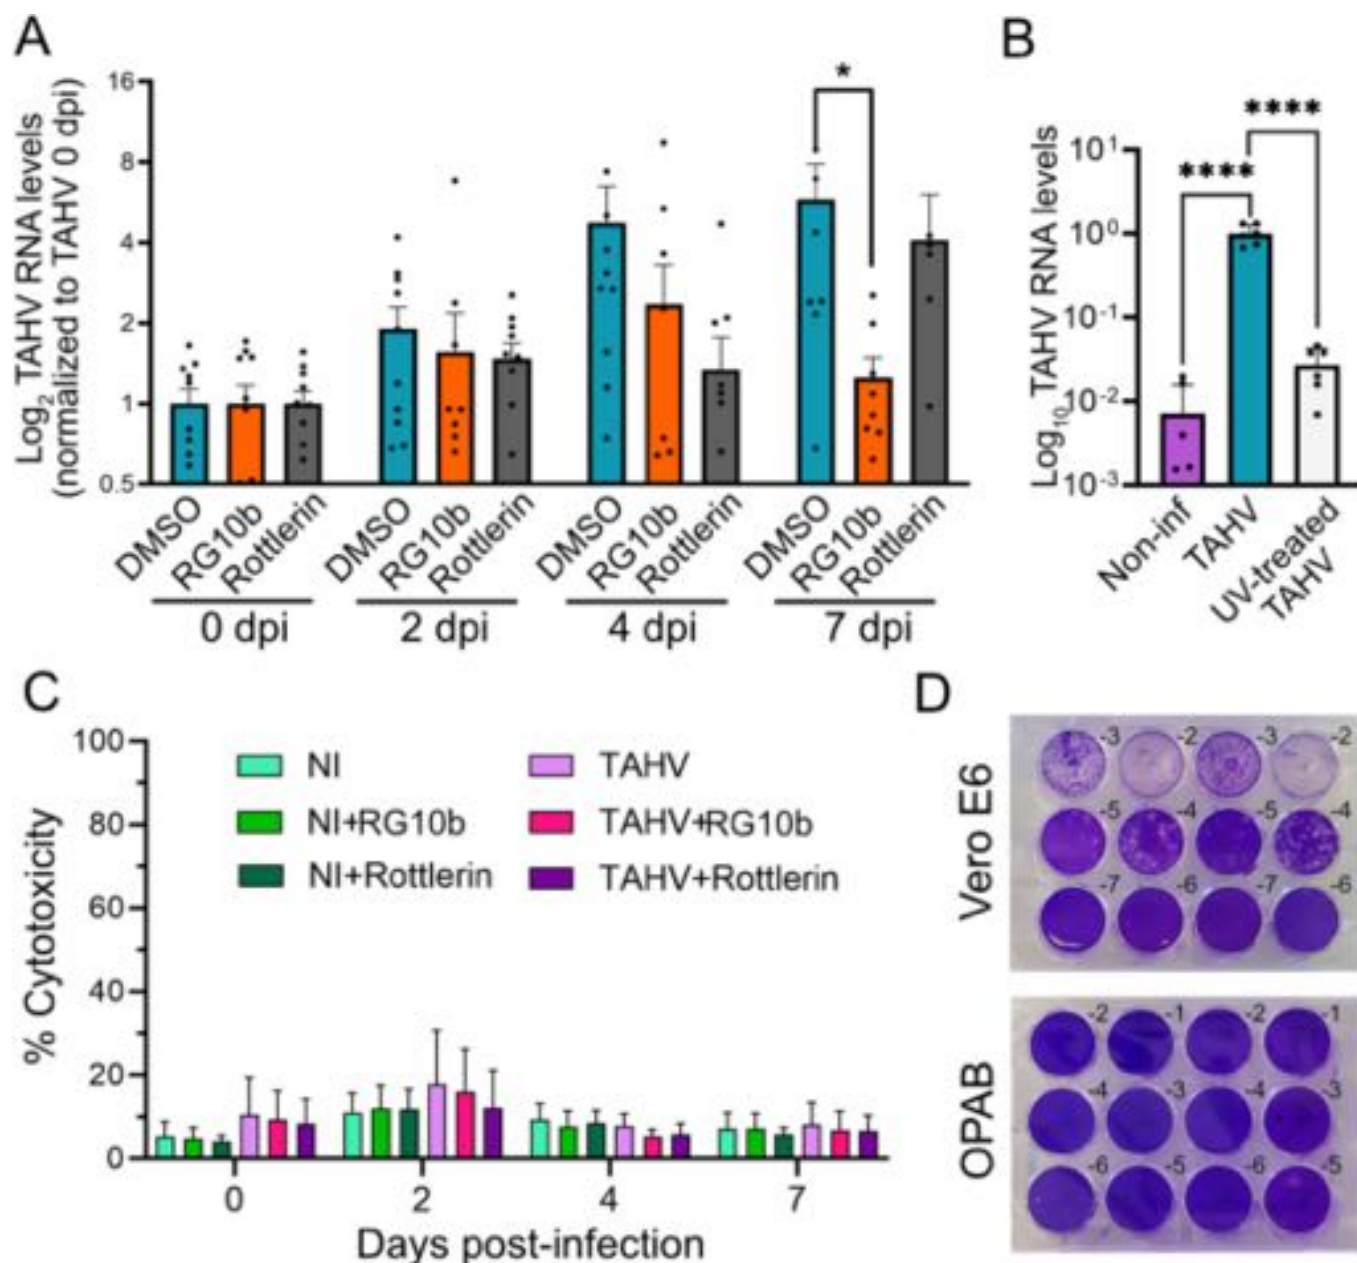 A
Log2 TAHV RNA levels
(normalized to TAHV 0 dpi)
16
8
4
2
1
0.5
*
DMSO
RG10b
Rottlerin
DMSO
RG10b
Rottlerin
DMSO
RG10b
Rottlerin
DMSO
RG10b
Rottlerin
0 dpi
2 dpi
4 dpi
7 dpi
B
Log10 TAHV RNA levels
10^1
10^0
10^-1
10^-2
10^-3
****
****
Non-inf
TAHV
UV-treated
TAHV
C
% Cytotoxicity
100
80
60
40
20
0
NI
NI+RG10b
NI+Rottlerin
TAHV
TAHV+RG10b
TAHV+Rottlerin
0 2 4 7
Days post-infection
D
Vero E6
-3 -2 -3 -2
-5 -4 -5 -4
-7 -6 -7 -6
OPAB
-2 -1 -2 -1
-4 -3 -4 -3
-6 -5 -6 -5